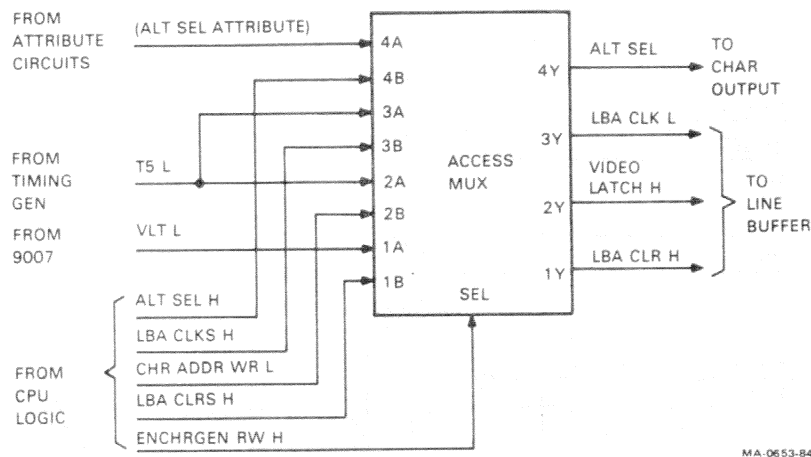 FROM
ATTRIBUTE
CIRCUITS
(ALT SEL ATTRIBUTE)
FROM
TIMING
GEN
T5 L
FROM
9007
VLT L
FROM
CPU
LOGIC
ALT SEL H
LBA CLKS H
CHR ADDR WR L
LBA CLRS H
ENCHRGEN RW H
4A
4B
3A
3B
2A
2B
1A
1B
ACCESS
MUX
SEL
4Y
3Y
2Y
1Y
ALT SEL
LBA CLK L
VIDEO
LATCH H
LBA CLR H
TO
CHAR
OUTPUT
TO
LINE
BUFFER
MA-0653-84